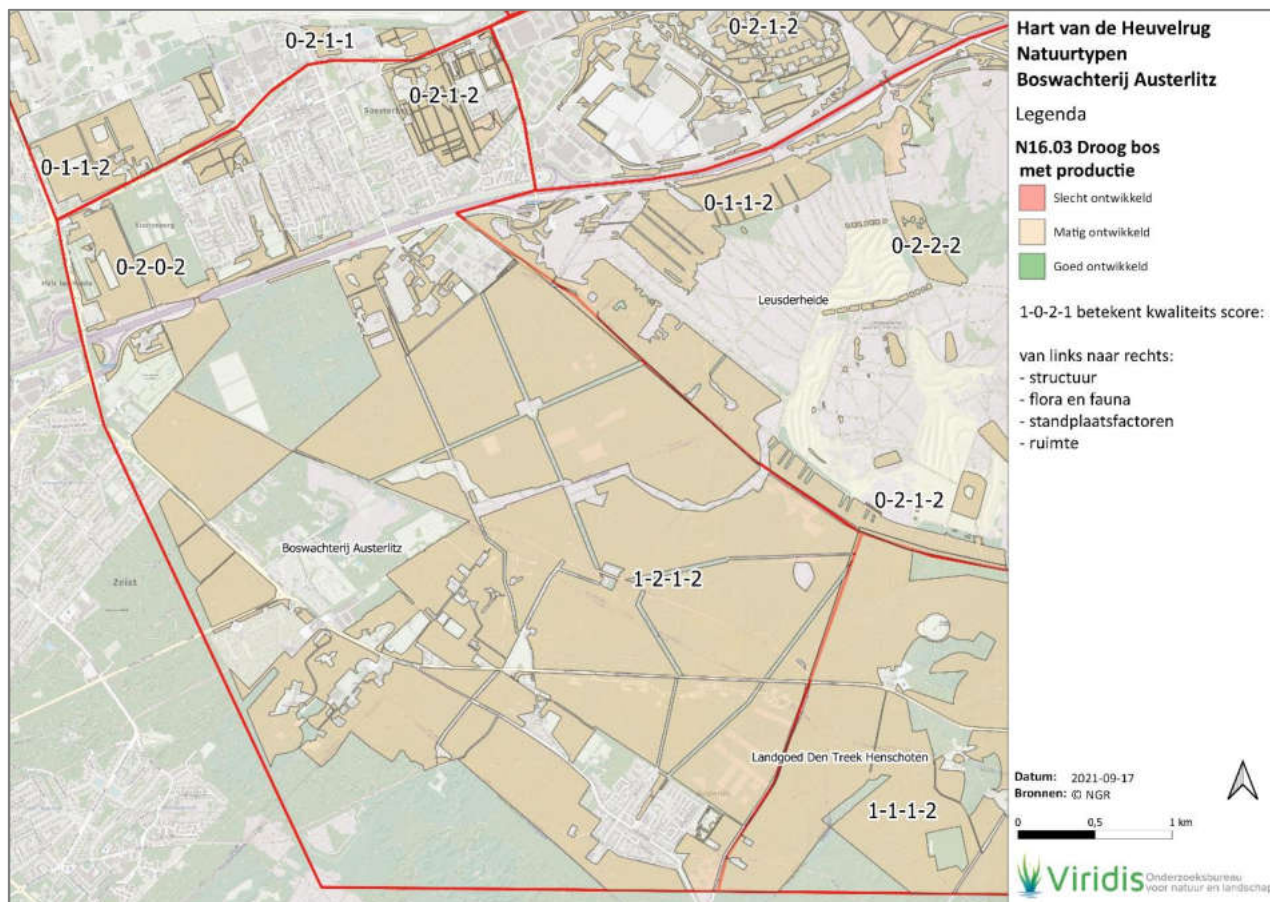 0-2-1-1
0-2-1-2
0-2-1-2
0-1-1-2
0-2-0-2
0-1-1-2
0-2-2-2
Leusderheide
0-2-1-2
Boswachterij Austerlitz
1-2-1-2
Zeist
Landgoed Den Treek Henschoten
1-1-1-2
Hart van de Heuvelrug
Natuurtypen
Boswachterij Austerlitz
Legenda
N16.03 Droog bos
met productie
Slecht ontwikkeld
Matig ontwikkeld
Goed ontwikkeld
1-0-2-1 betekent kwaliteits score:
van links naar rechts:
- structuur
- flora en fauna
- standplaatsfactoren
- ruimte
Datum: 2021-09-17
Bronnen: © NGR
0 0,5 1 km
Viridis Onderzoeksbureau
voor natuur en landschap